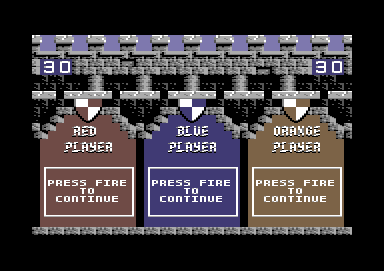 30 30
RED PLAYER
PRESS FIRE
TO
CONTINUE
BLUE PLAYER
PRESS FIRE
TO
CONTINUE
ORANGE PLAYER
PRESS FIRE
TO
CONTINUE